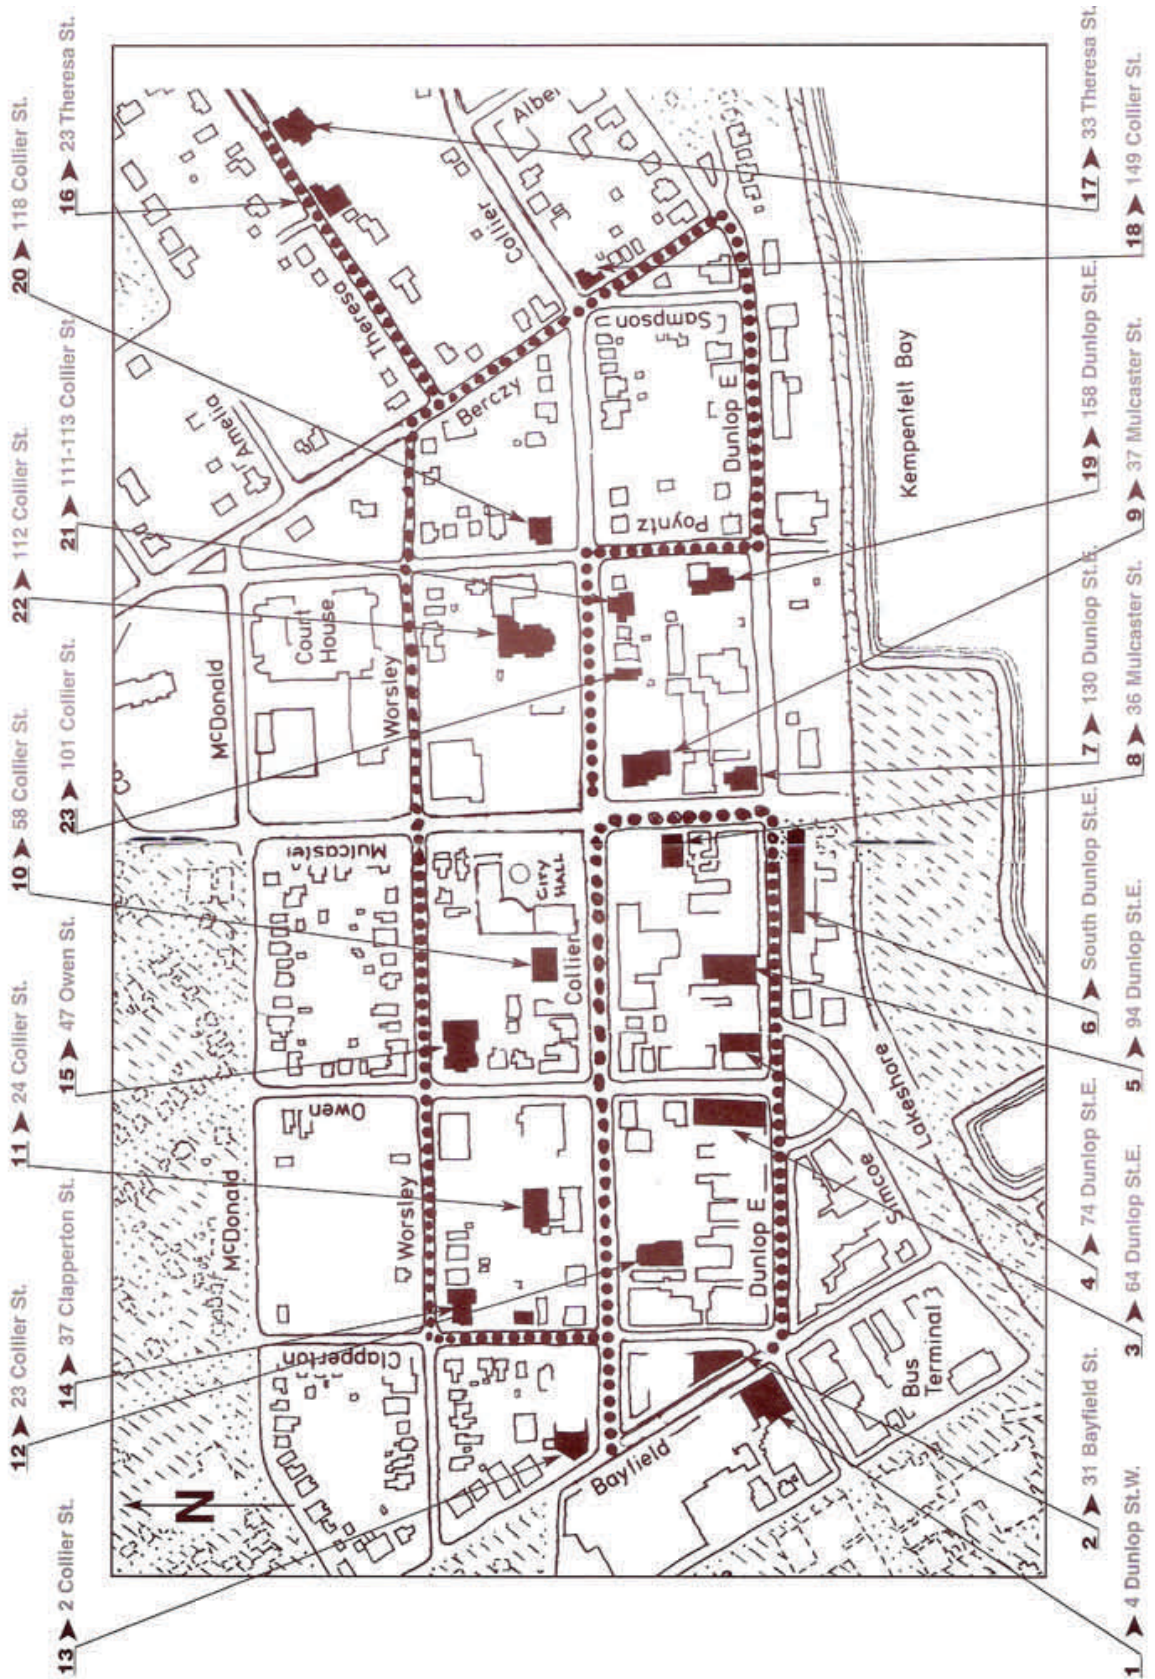 13 ➤ 2 Collier St.
12 ➤ 23 Collier St.
14 ➤ 37 Clapperton St.
11 ➤ 24 Collier St.
15 ➤ 47 Owen St.
10 ➤ 58 Collier St.
23 ➤ 101 Collier St.
22 ➤ 112 Collier St.
21 ➤ 111-113 Collier St.
20 ➤ 118 Collier St.
16 ➤ 23 Theresa St.
N
McDonald
McDonald
Amelia
Theresa
Court
House
Clapperton
Owen
Mulcaster
Worsley
Worsley
Berczy
Collier
Alber
CITY
HALL
Collier
Bayfield
Sampson
Poyntz
Dunlop E
Dunlop E
Simcoe
Lakeshore
Bus
Terminal
Kempenfelt Bay
1 ➤ 4 Dunlop St.W.
2 ➤ 31 Bayfield St.
3 ➤ 64 Dunlop St.E.
4 ➤ 74 Dunlop St.E.
5 ➤ 94 Dunlop St.E.
6 ➤ South Dunlop St.E.
8 ➤ 36 Mulcaster St.
7 ➤ 130 Dunlop St.E.
9 ➤ 37 Mulcaster St.
19 ➤ 158 Dunlop St.E.
18 ➤ 149 Collier St.
17 ➤ 33 Theresa St.